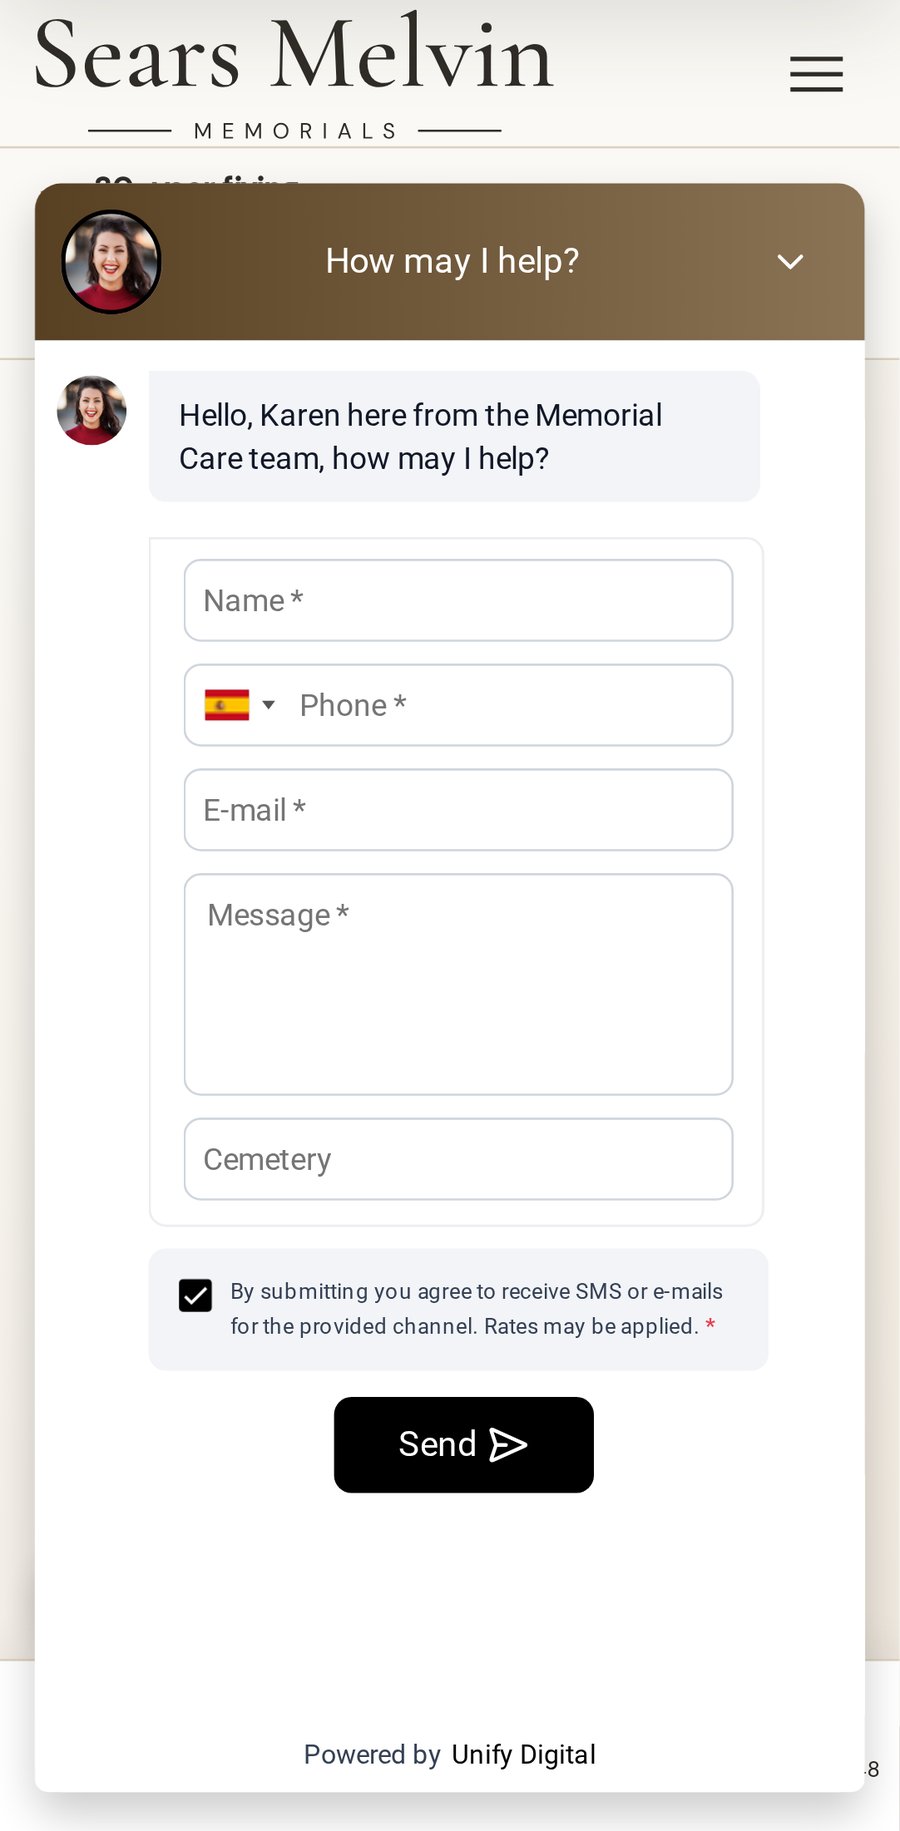 Sears Melvin
MEMORIALS
How may I help?
Hello, Karen here from the Memorial
Care team, how may I help?
Name *
Phone *
E-mail *
Message *
Cemetery
By submitting you agree to receive SMS or e-mails
for the provided channel. Rates may be applied. *
Send
Powered by Unify Digital
8